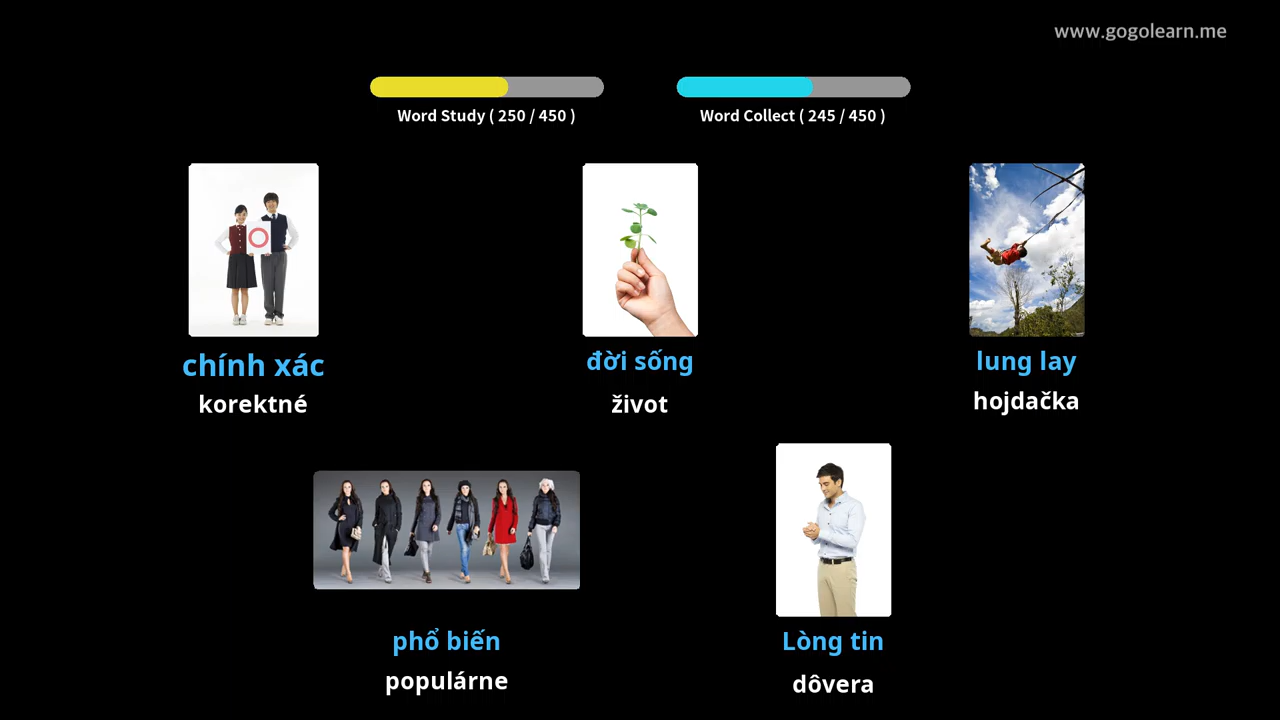 www.gogolearn.me
Word Study ( 250 / 450 )
Word Collect ( 245 / 450 )
chính xác
korektné
đời sống
život
lung lay
hojdačka
phổ biến
populárne
Lòng tin
dôvera